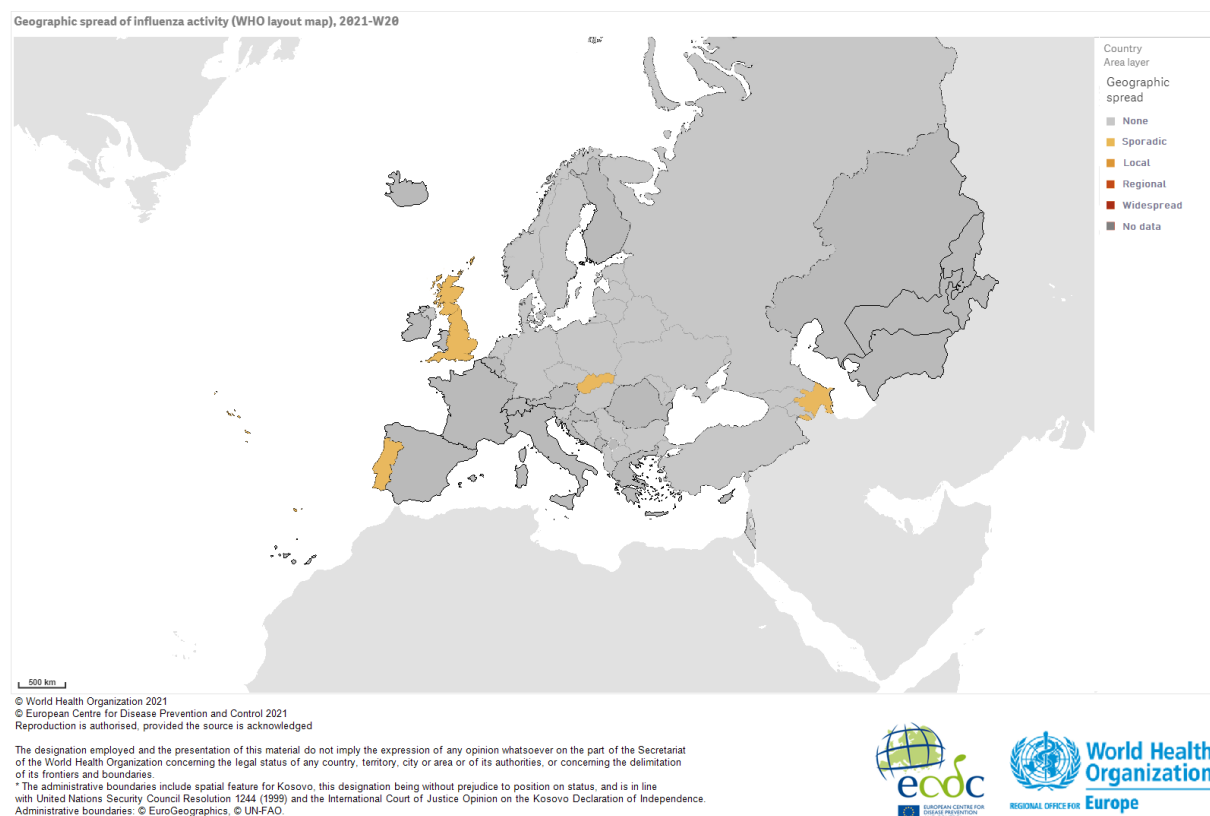 Geographic spread of influenza activity (WHO layout map), 2021-W20
Country
Area layer
Geographic
spread
None
Sporadic
Local
Regional
Widespread
No data
500 km
© World Health Organization 2021
© European Centre for Disease Prevention and Control 2021
Reproduction is authorised, provided the source is acknowledged
The designation employed and the presentation of this material do not imply the expression of any opinion whatsoever on the part of the Secretariat
of the World Health Organization concerning the legal status of any country, territory, city or area or of its authorities, or concerning the delimitation
of its frontiers and boundaries.
* The administrative boundaries include spatial feature for Kosovo, this designation being without prejudice to position on status, and is in line
with United Nations Security Council Resolution 1244 (1999) and the International Court of Justice Opinion on the Kosovo Declaration of Independence.
Administrative boundaries: © EuroGeographics, © UN-FAO.
ecdc
EUROPEAN CENTRE FOR
DISEASE PREVENTION
World Health
Organization
REGIONAL OFFICE FOR Europe